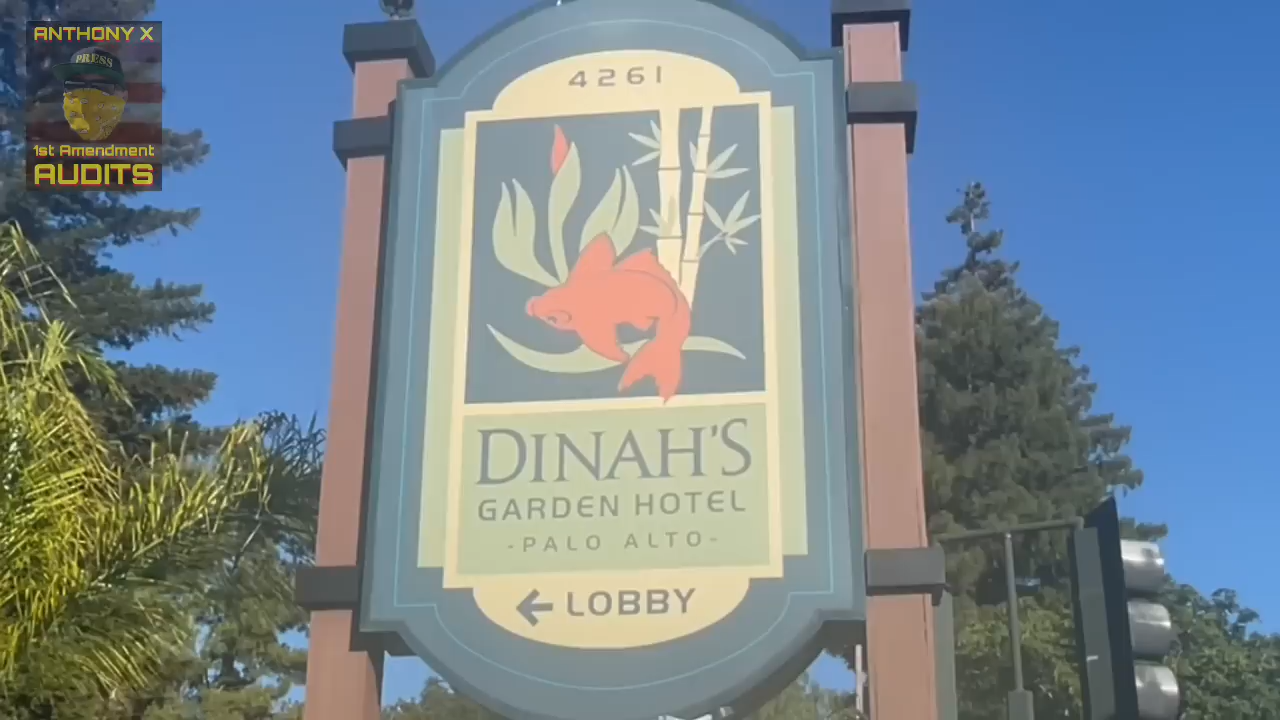 ANTHONY X
PRESS
1st Amendment
AUDITS
4261
DINAH'S
GARDEN HOTEL
-PALO ALTO-
← LOBBY